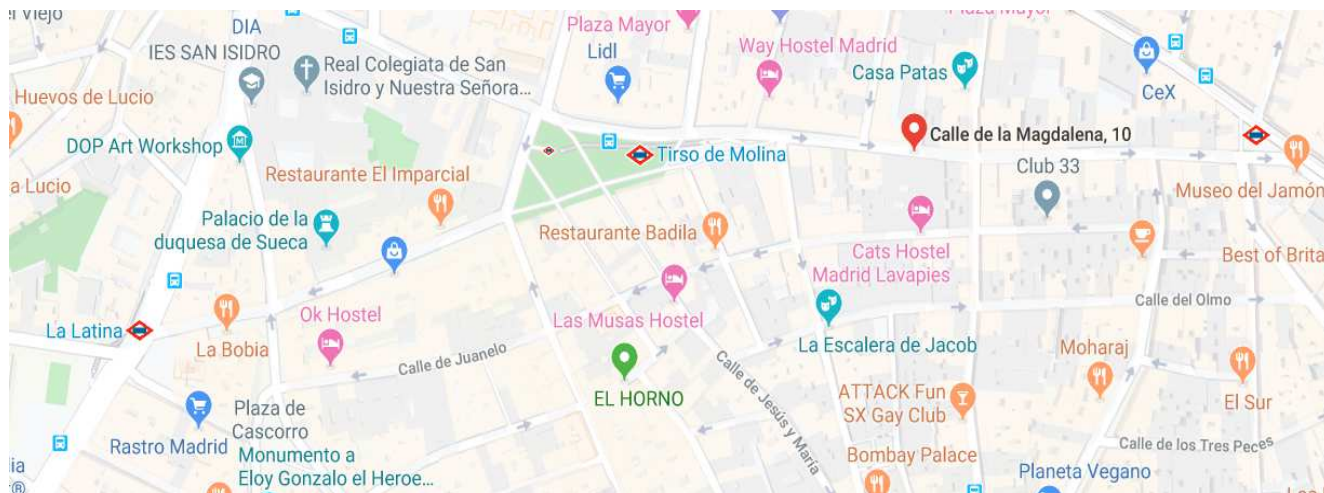 el Viejo
DIA
IES SAN ISIDRO
Real Colegiata de San
Isidro y Nuestra Señora...
Plaza Mayor
Lidl
Way Hostel Madrid
Plaza Mayor
Casa Patas
CeX
Huevos de Lucio
DOP Art Workshop
Calle de la Magdalena, 10
Tirso de Molina
Club 33
a Lucio
Restaurante El Imparcial
Museo del Jamón
Palacio de la
duquesa de Sueca
Restaurante Badila
Cats Hostel
Madrid Lavapies
Best of Brita
Calle del Olmo
Ok Hostel
Las Musas Hostel
La Latina
La Bobia
La Escalera de Jacob
Calle de Juanelo
Moharaj
EL HORNO
Calle de Jesús y María
ATTACK Fun
SX Gay Club
El Sur
Plaza de
Cascorro
Rastro Madrid
Monumento a
Eloy Gonzalo el Heroe...
Calle de los Tres Peces
Bombay Palace
Planeta Vegano